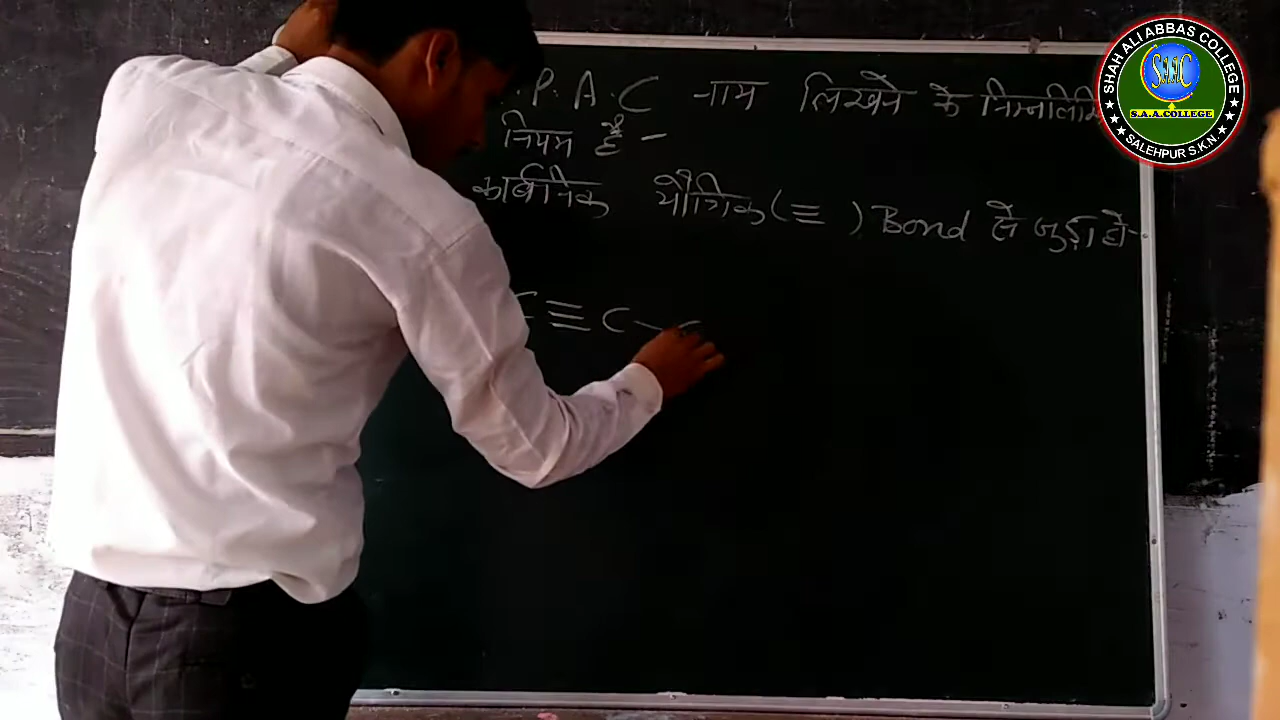 .P.A.C नाम लिखने के निम्नलिखि
नियम हैं -
कार्बनिक यौगिक (≡ ) Bond से जुड़ा हो-
C ≡ C - C
SHAH ALI ABBAS COLLEGE
S.A.A.C
S.A.A.COLLEGE
SALEHPUR S.K.N.